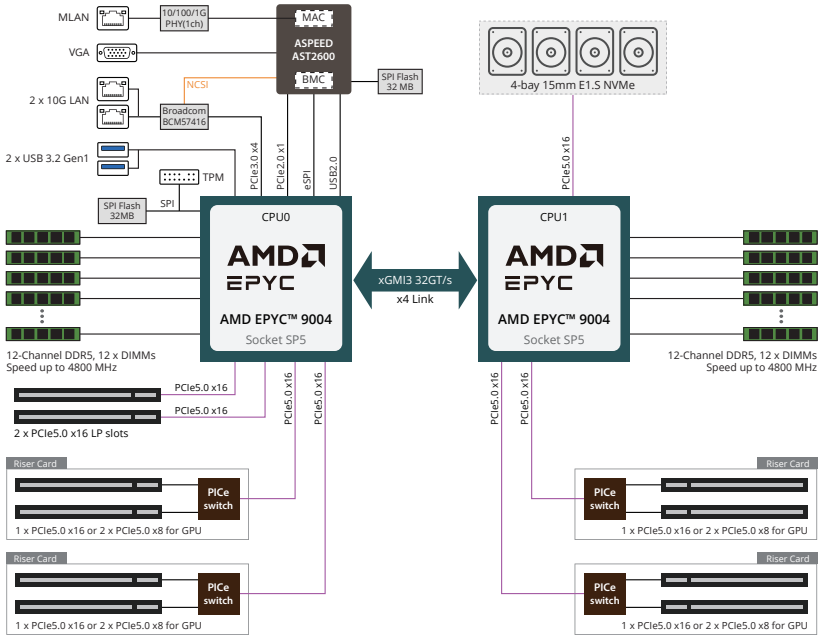 MLAN
10/100/1G
PHY(1ch)
MAC
ASPEED
AST2600
BMC
VGA
NCSI
SPI Flash
32 MB
2 x 10G LAN
Broadcom
BCM57416
2 x USB 3.2 Gen1
TPM
SPI Flash
32MB
SPI
PCIe3.0 x4
PCIe2.0 x1
eSPI
USB2.0
4-bay 15mm E1.S NVMe
PCIe5.0 x16
CPU0
AMD
EPYC
AMD EPYC™ 9004
Socket SP5
xGMI3 32GT/s
x4 Link
CPU1
AMD
EPYC
AMD EPYC™ 9004
Socket SP5
12-Channel DDR5, 12 x DIMMs
Speed up to 4800 MHz
12-Channel DDR5, 12 x DIMMs
Speed up to 4800 MHz
PCIe5.0 x16
PCIe5.0 x16
2 x PCIe5.0 x16 LP slots
PCIe5.0 x16
PCIe5.0 x16
PCIe5.0 x16
PCIe5.0 x16
Riser Card
PICe
switch
1 x PCIe5.0 x16 or 2 x PCIe5.0 x8 for GPU
Riser Card
PICe
switch
1 x PCIe5.0 x16 or 2 x PCIe5.0 x8 for GPU
Riser Card
PICe
switch
1 x PCIe5.0 x16 or 2 x PCIe5.0 x8 for GPU
Riser Card
PICe
switch
1 x PCIe5.0 x16 or 2 x PCIe5.0 x8 for GPU